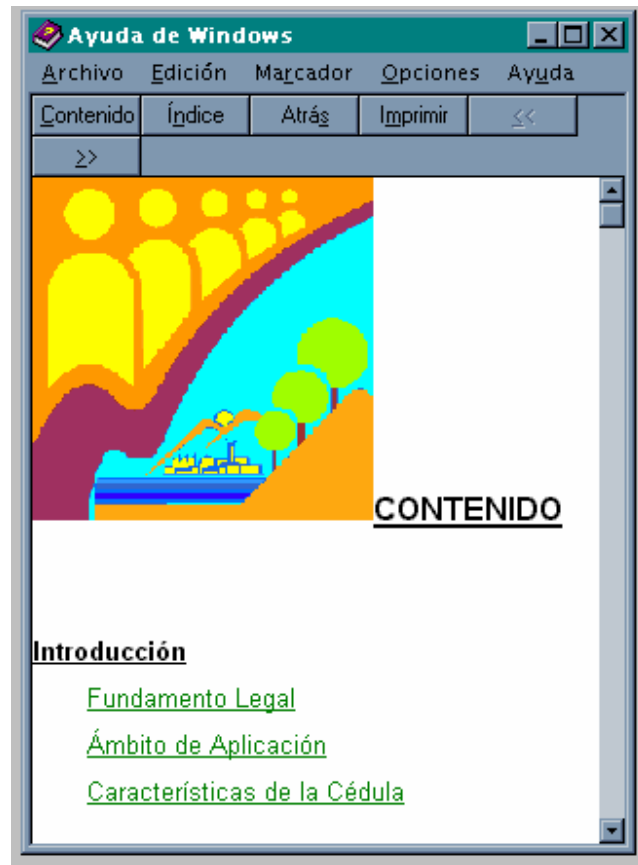 Ayuda de Windows
Archivo Edición Marcador Opciones Ayuda
Contenido Índice Atrás Imprimir <<
>>
CONTENIDO
Introducción
Fundamento Legal
Ámbito de Aplicación
Características de la Cédula